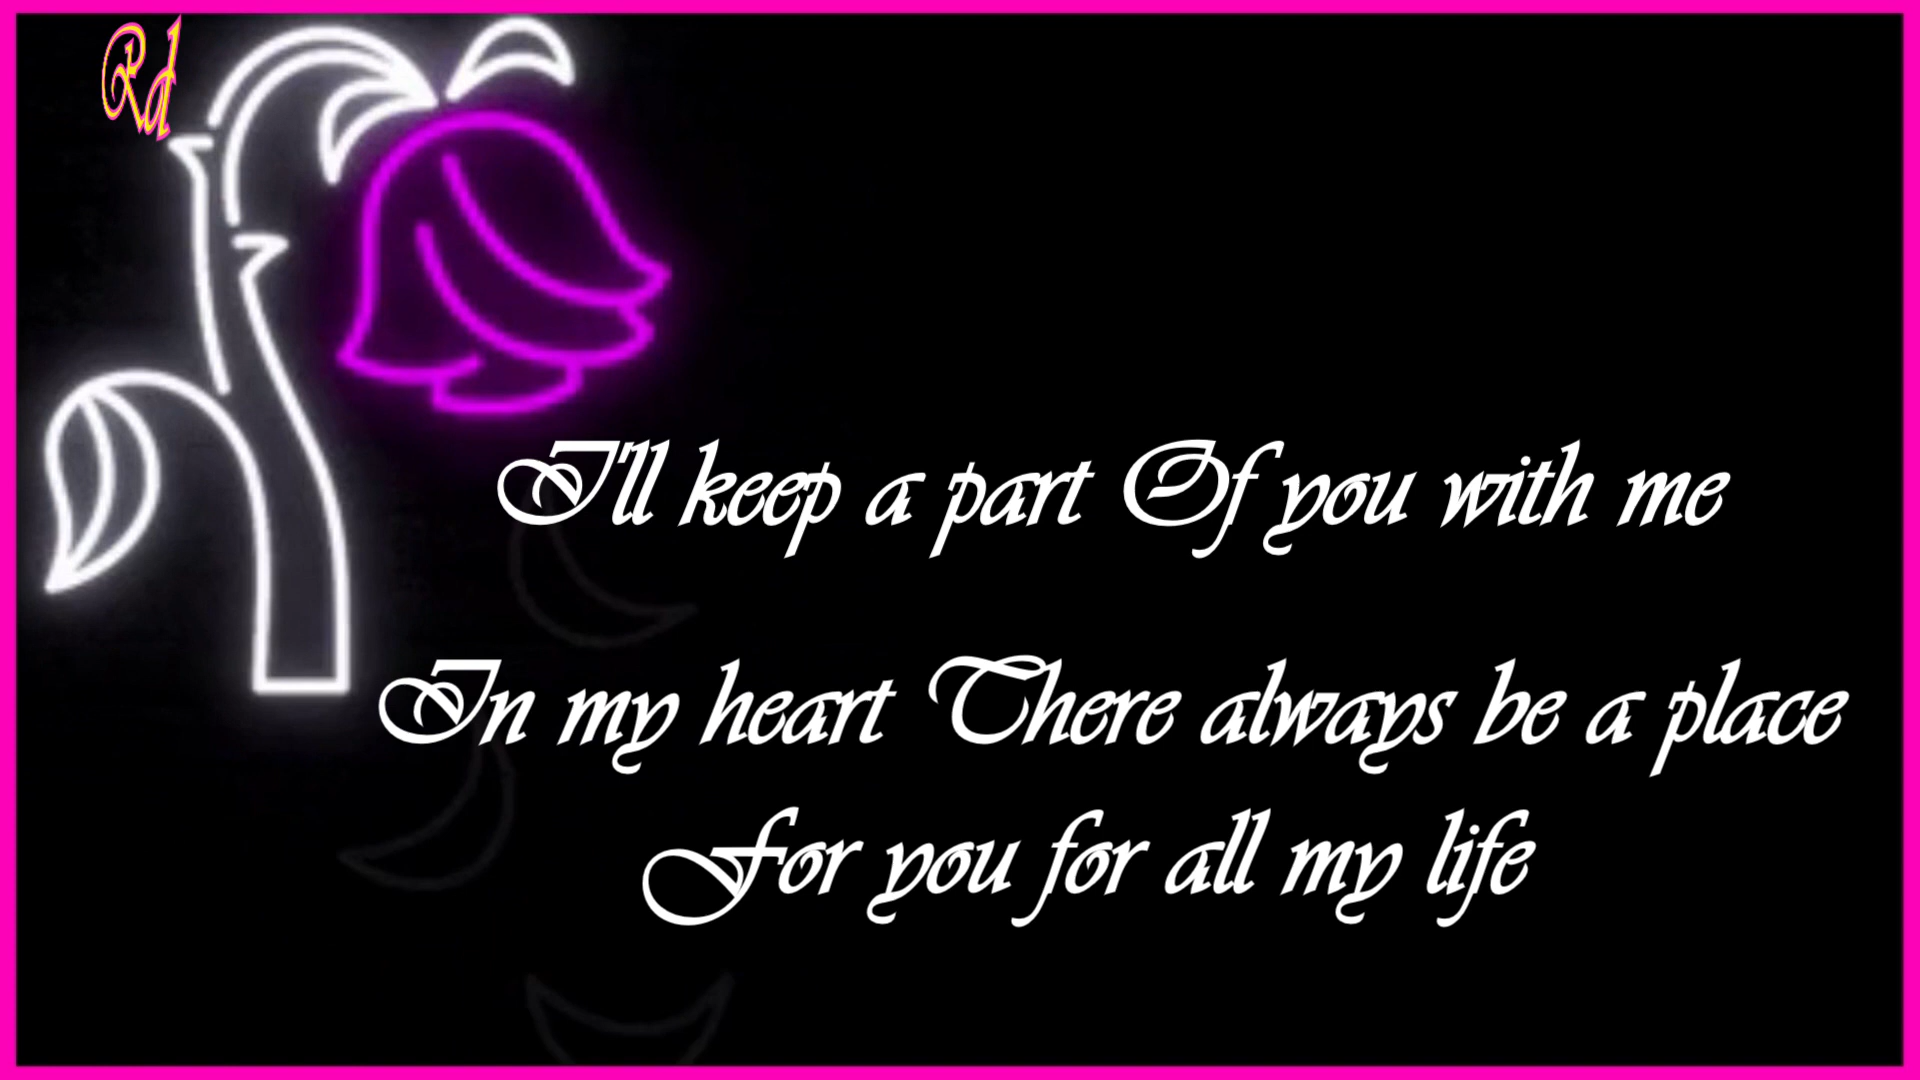 Rd
I'll keep a part Of you with me
In my heart There always be a place
For you for all my life